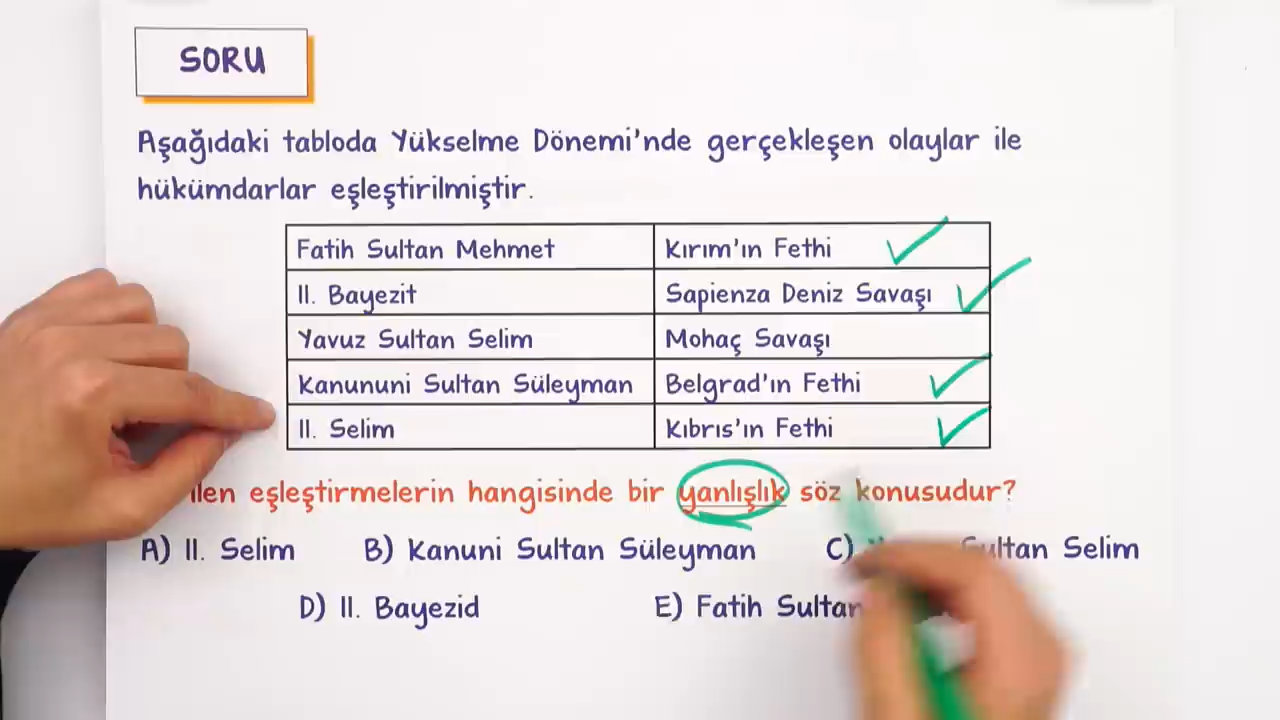 SORU
Aşağıdaki tabloda Yükselme Dönemi'nde gerçekleşen olaylar ile
hükümdarlar eşleştirilmiştir.
Fatih Sultan Mehmet Kırım'ın Fethi
II. Bayezit Sapienza Deniz Savaşı
Yavuz Sultan Selim Mohaç Savaşı
Kanununi Sultan Süleyman Belgrad'ın Fethi
II. Selim Kıbrıs'ın Fethi
eşleştirmelerin hangisinde bir yanlışlık söz konusudur?
A) II. Selim B) Kanuni Sultan Süleyman C) Sultan Selim
D) II. Bayezid E) Fatih Sultan